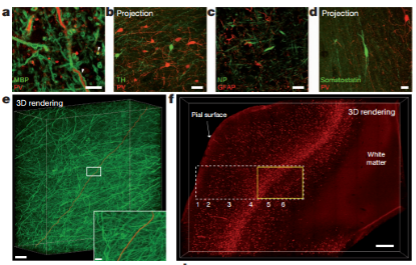 a
b
c
d
Projection
Projection
MBP
TH
PV
NP
GFAP
Somatostatin
PV
e
f
3D rendering
3D rendering
Pial surface
White
matter
1 2 3 4 5 6